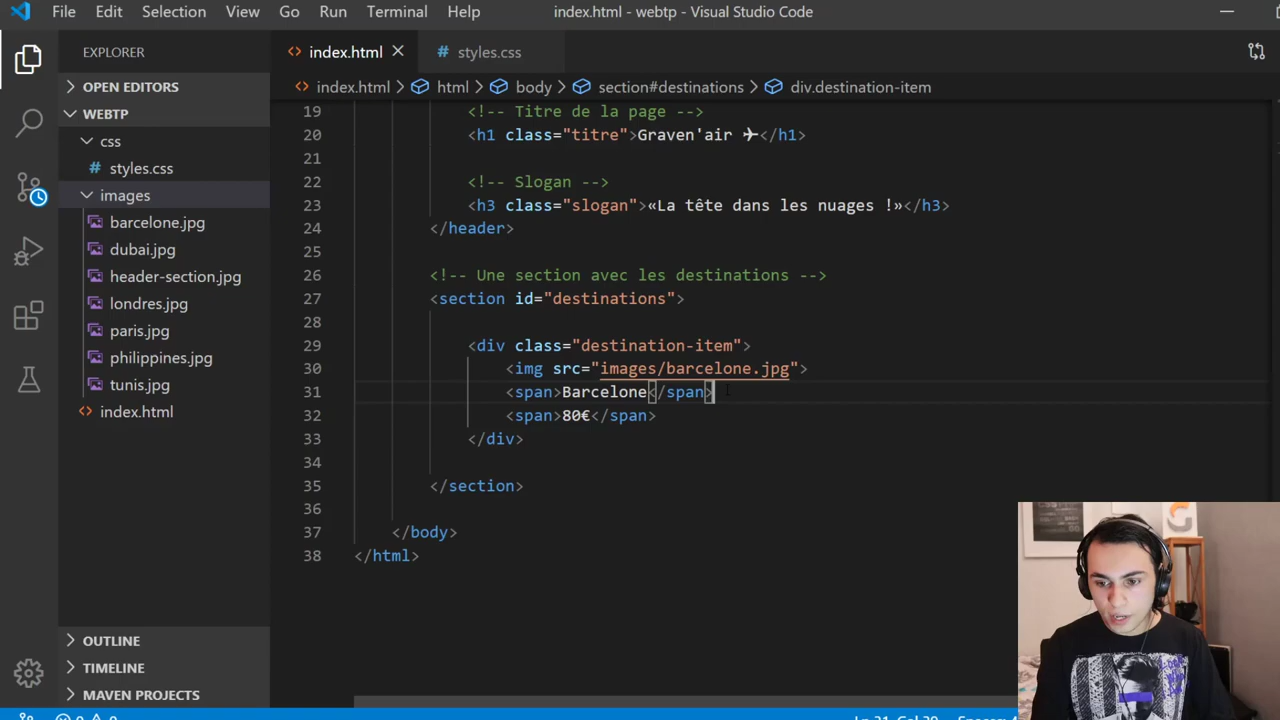 File Edit Selection View Go Run Terminal Help index.html - webtp - Visual Studio Code
EXPLORER
index.html
# styles.css
OPEN EDITORS
index.html > html > body > section#destinations > div.destination-item
WEBTP
css
# styles.css
images
barcelone.jpg
dubai.jpg
header-section.jpg
londres.jpg
paris.jpg
philippines.jpg
tunis.jpg
index.html
OUTLINE
TIMELINE
MAVEN PROJECTS
19 <!-- Titre de la page -->
20 <h1 class="titre">Graven'air ✈</h1>
21
22 <!-- Slogan -->
23 <h3 class="slogan">«La tête dans les nuages !»</h3>
24 </header>
25
26 <!-- Une section avec les destinations -->
27 <section id="destinations">
28
29 <div class="destination-item">
30 <img src="images/barcelone.jpg">
31 <span>Barcelone</span>
32 <span>80€</span>
33 </div>
34
35 </section>
36
37 </body>
38 </html>